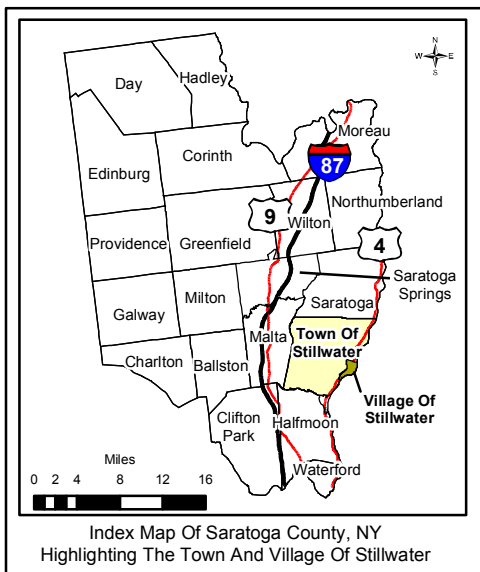 N
W E
S
Day
Hadley
Moreau
Corinth
87
Edinburg
Northumberland
9
Wilton
4
Providence
Greenfield
Saratoga
Springs
Milton
Saratoga
Galway
Malta
Town Of
Stillwater
Charlton
Ballston
Village Of
Stillwater
Clifton
Park
Halfmoon
Miles
Waterford
0 2 4 8 12 16
Index Map Of Saratoga County, NY
Highlighting The Town And Village Of Stillwater